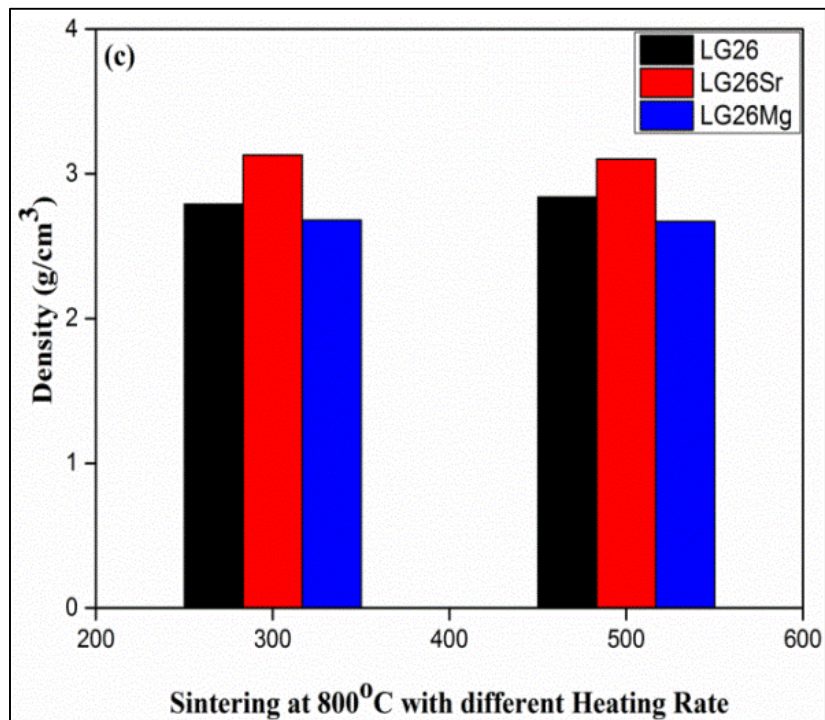 (c)
LG26
LG26Sr
LG26Mg
Density (g/cm³)
4
3
2
1
0
200 300 400 500 600
Sintering at 800⁰C with different Heating Rate